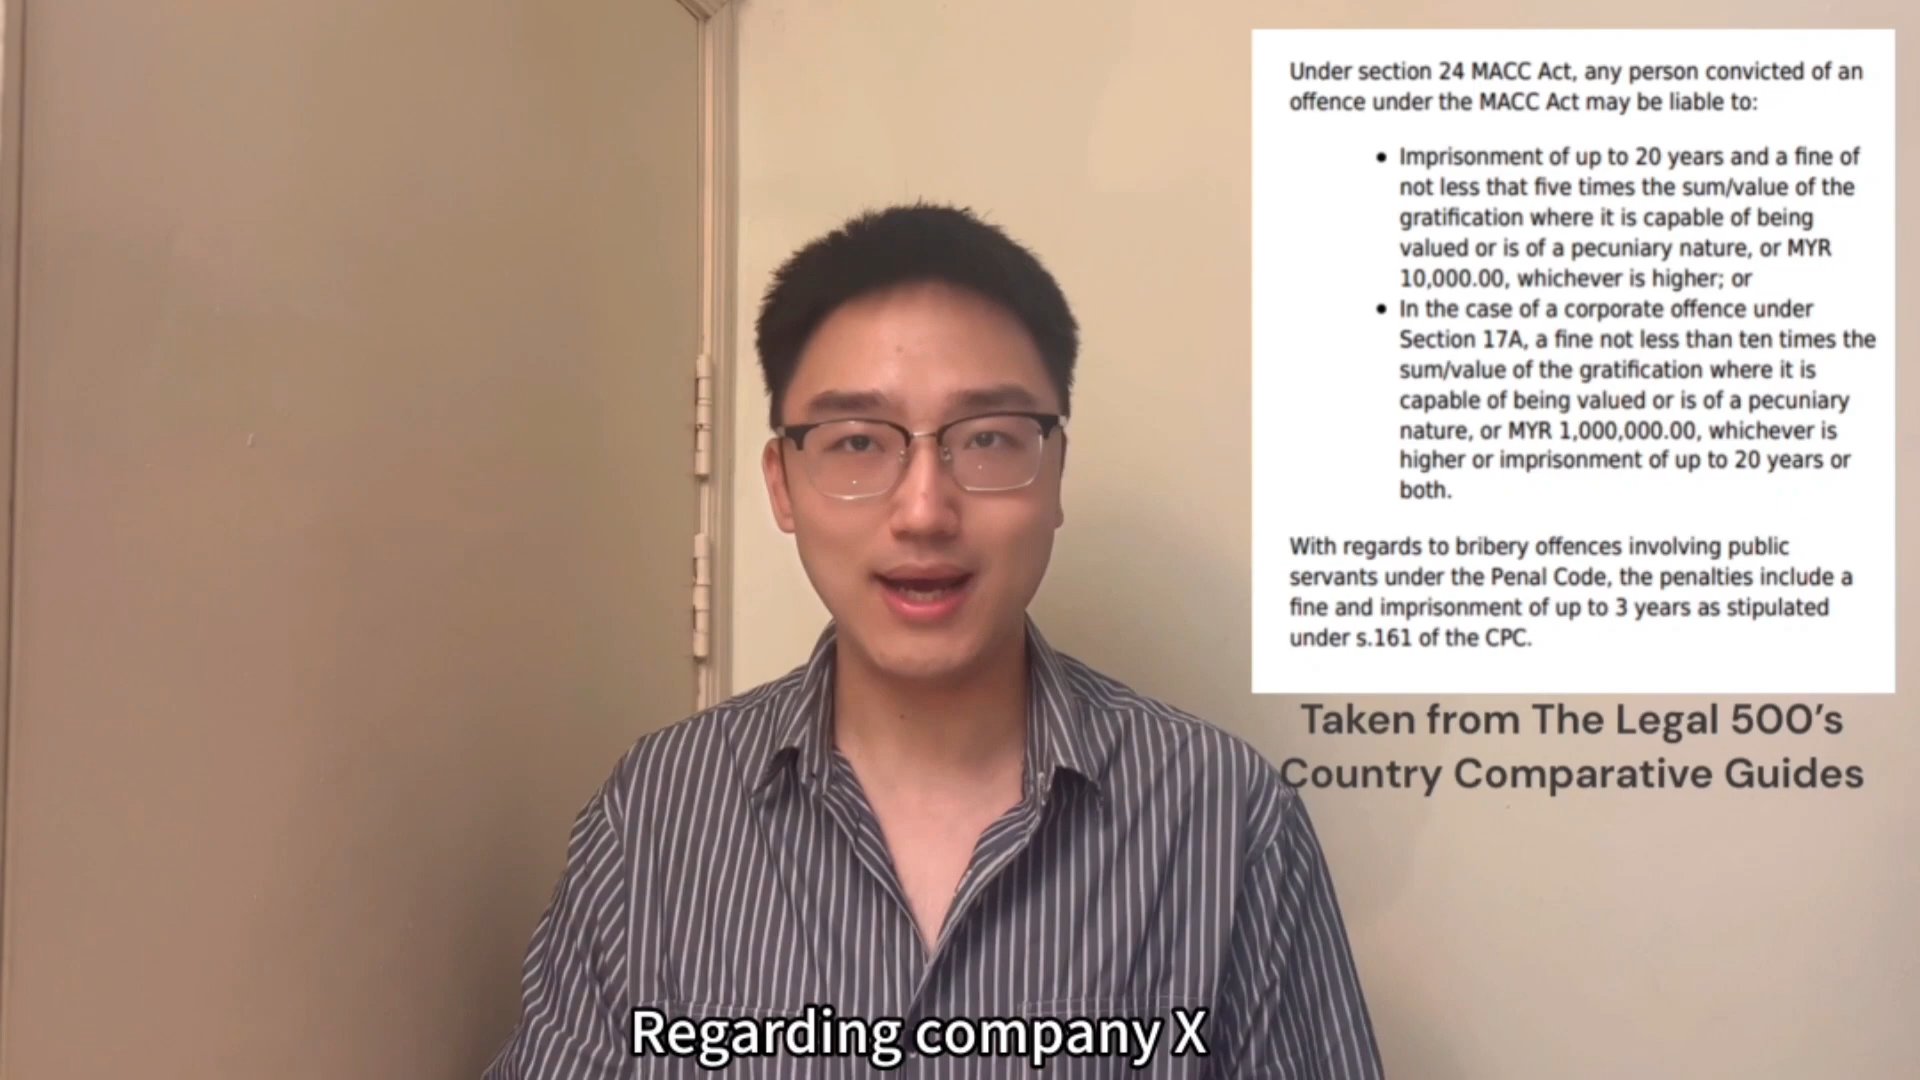 Under section 24 MACC Act, any person convicted of an
offence under the MACC Act may be liable to:
• Imprisonment of up to 20 years and a fine of
not less that five times the sum/value of the
gratification where it is capable of being
valued or is of a pecuniary nature, or MYR
10,000.00, whichever is higher; or
• In the case of a corporate offence under
Section 17A, a fine not less than ten times the
sum/value of the gratification where it is
capable of being valued or is of a pecuniary
nature, or MYR 1,000,000.00, whichever is
higher or imprisonment of up to 20 years or
both.
With regards to bribery offences involving public
servants under the Penal Code, the penalties include a
fine and imprisonment of up to 3 years as stipulated
under s.161 of the CPC.
Taken from The Legal 500's
Country Comparative Guides
Regarding company X